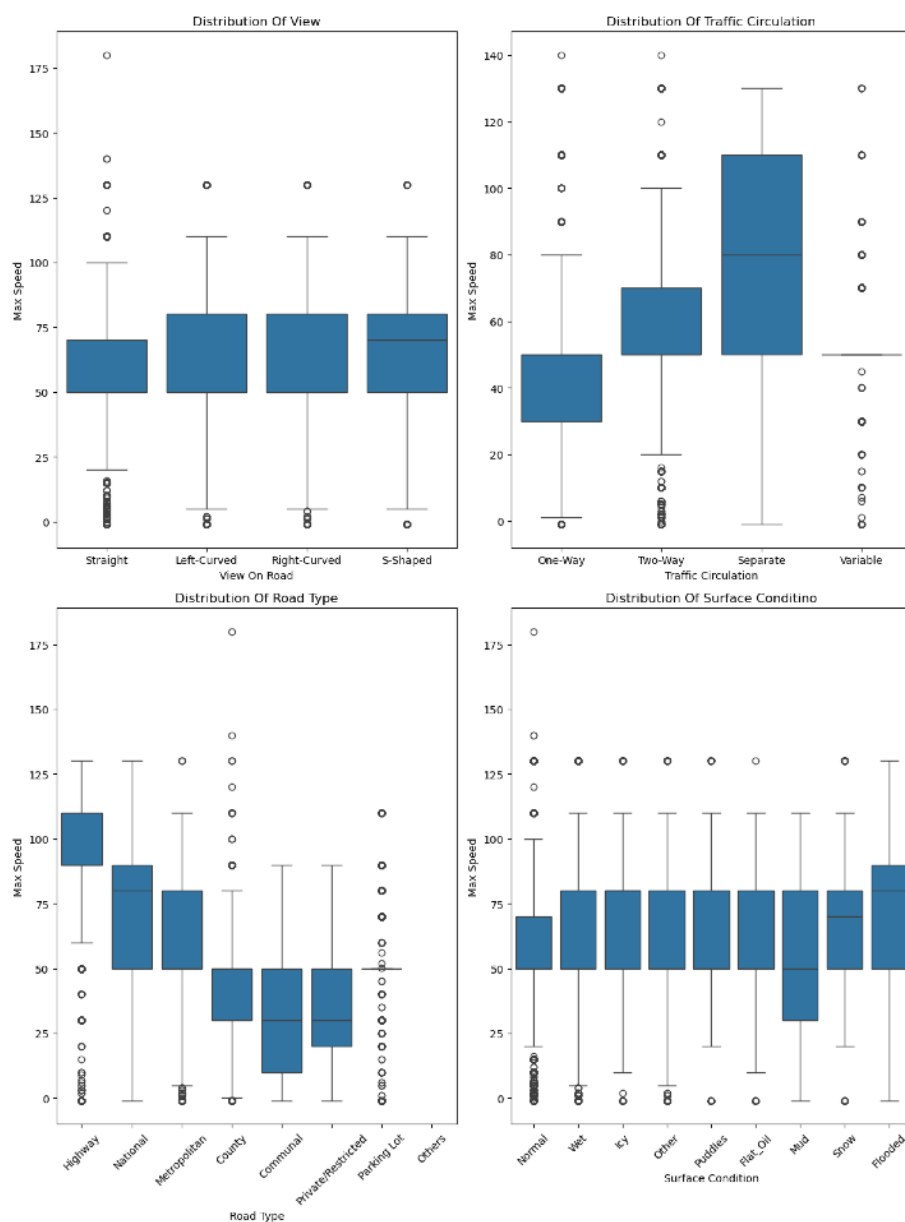 Distribution Of View
175
150
125
100
75
50
25
0
Max Speed
Straight Left-Curved Right-Curved S-Shaped
View On Road
Distribution Of Traffic Circulation
140
120
100
80
60
40
20
0
Max Speed
One-Way Two-Way Separate Variable
Traffic Circulation
Distribution Of Road Type
175
150
125
100
75
50
25
0
Max Speed
Highway National Metropolitan County Communal Private/Restricted Parking Lot Others
Road Type
Distribution Of Surface Conditino
175
150
125
100
75
50
25
0
Max Speed
Normal Wet Icy Other Puddles Flat_Oil Mud Snow Flooded
Surface Condition